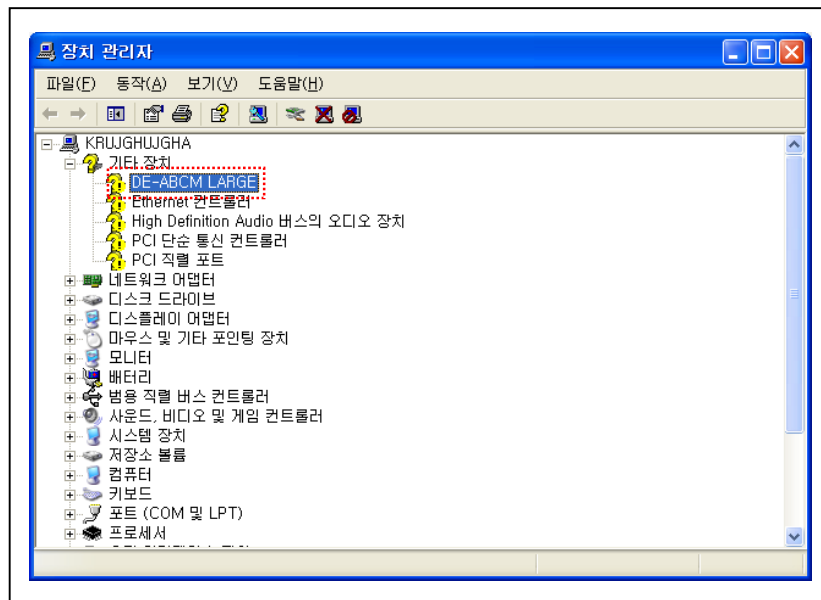 장치 관리자
파일(F) 동작(A) 보기(V) 도움말(H)
KRUJGHUJGHA
기타 장치
DE-ABCM LARGE
Ethernet 컨트롤러
High Definition Audio 버스의 오디오 장치
PCI 단순 통신 컨트롤러
PCI 직렬 포트
네트워크 어댑터
디스크 드라이브
디스플레이 어댑터
마우스 및 기타 포인팅 장치
모니터
배터리
범용 직렬 버스 컨트롤러
사운드, 비디오 및 게임 컨트롤러
시스템 장치
저장소 볼륨
컴퓨터
키보드
포트 (COM 및 LPT)
프로세서